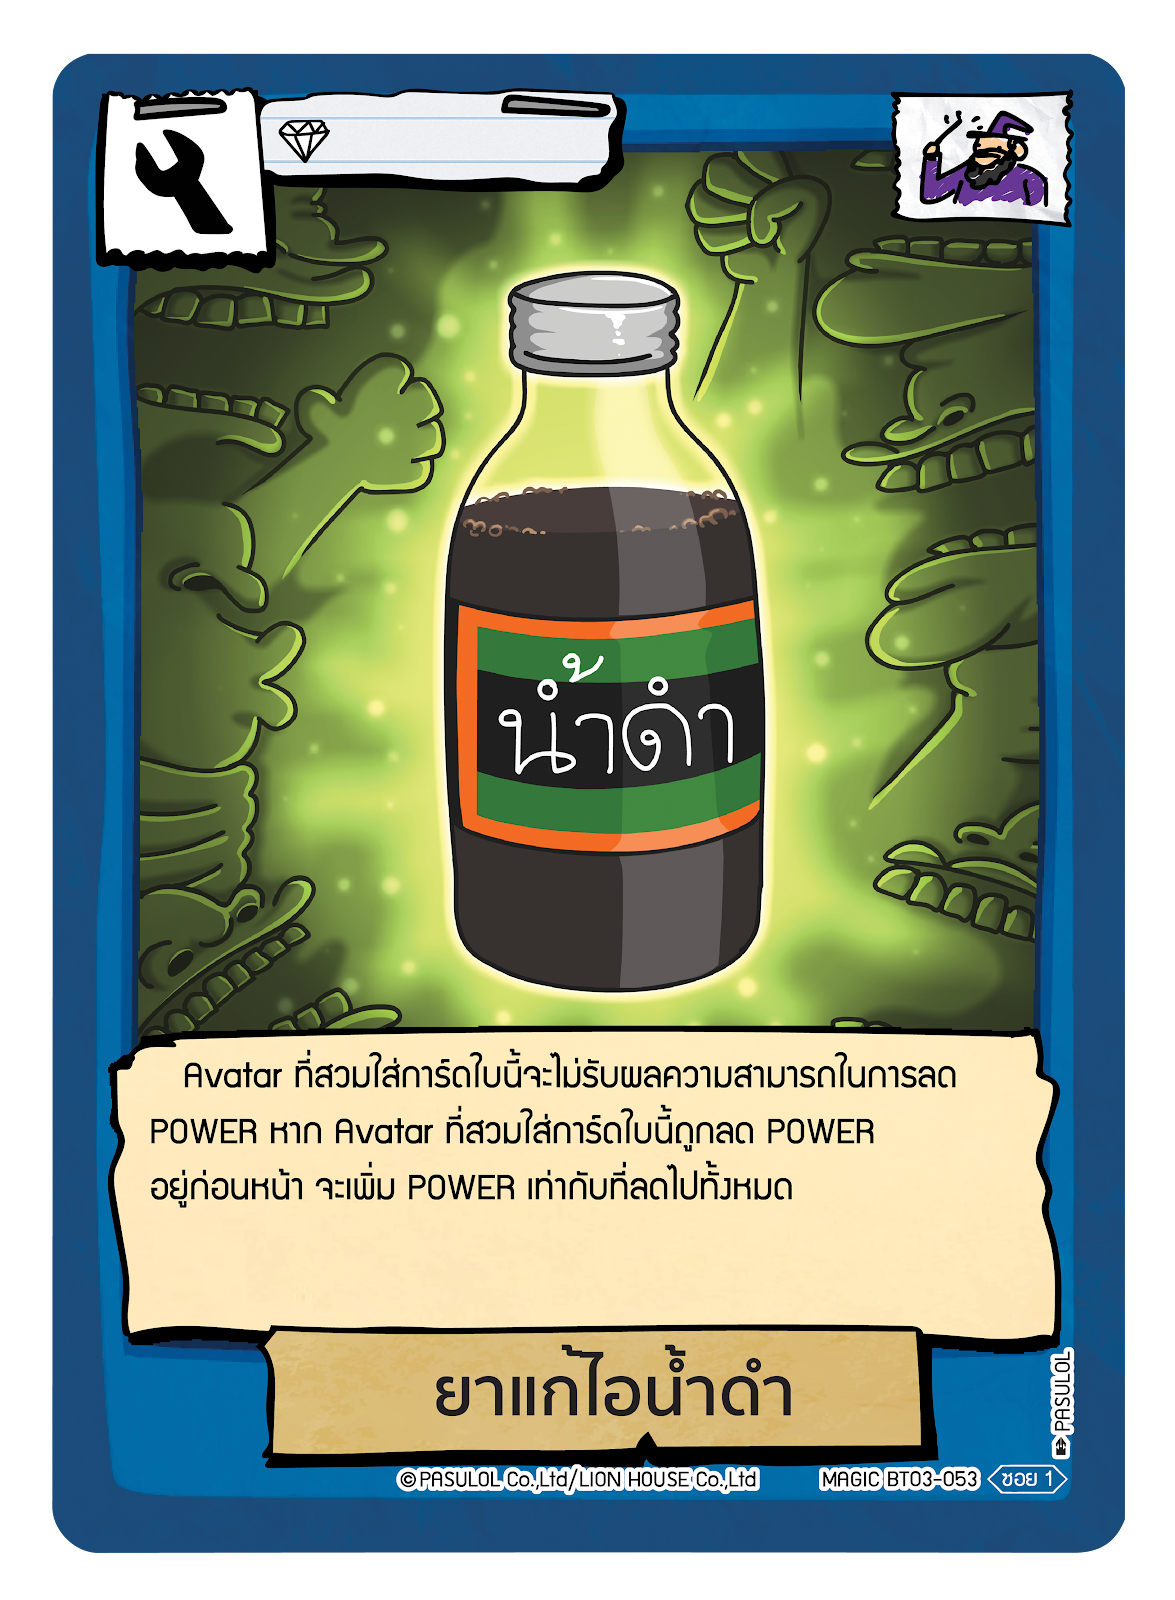 น้ำดำ
Avatar ที่สวมใส่การ์ดใบนี้จะไม่รับผลความสามารถในการลด
POWER หาก Avatar ที่สวมใส่การ์ดใบนี้ถูกลด POWER
อยู่ก่อนหน้า จะเพิ่ม POWER เท่ากับที่ลดไปทั้งหมด
ยาแก้ไอน้ำดำ
PASULOL
©PASULOL Co.,Ltd/LION HOUSE Co.,Ltd MAGIC BT03-053 ซอย 1